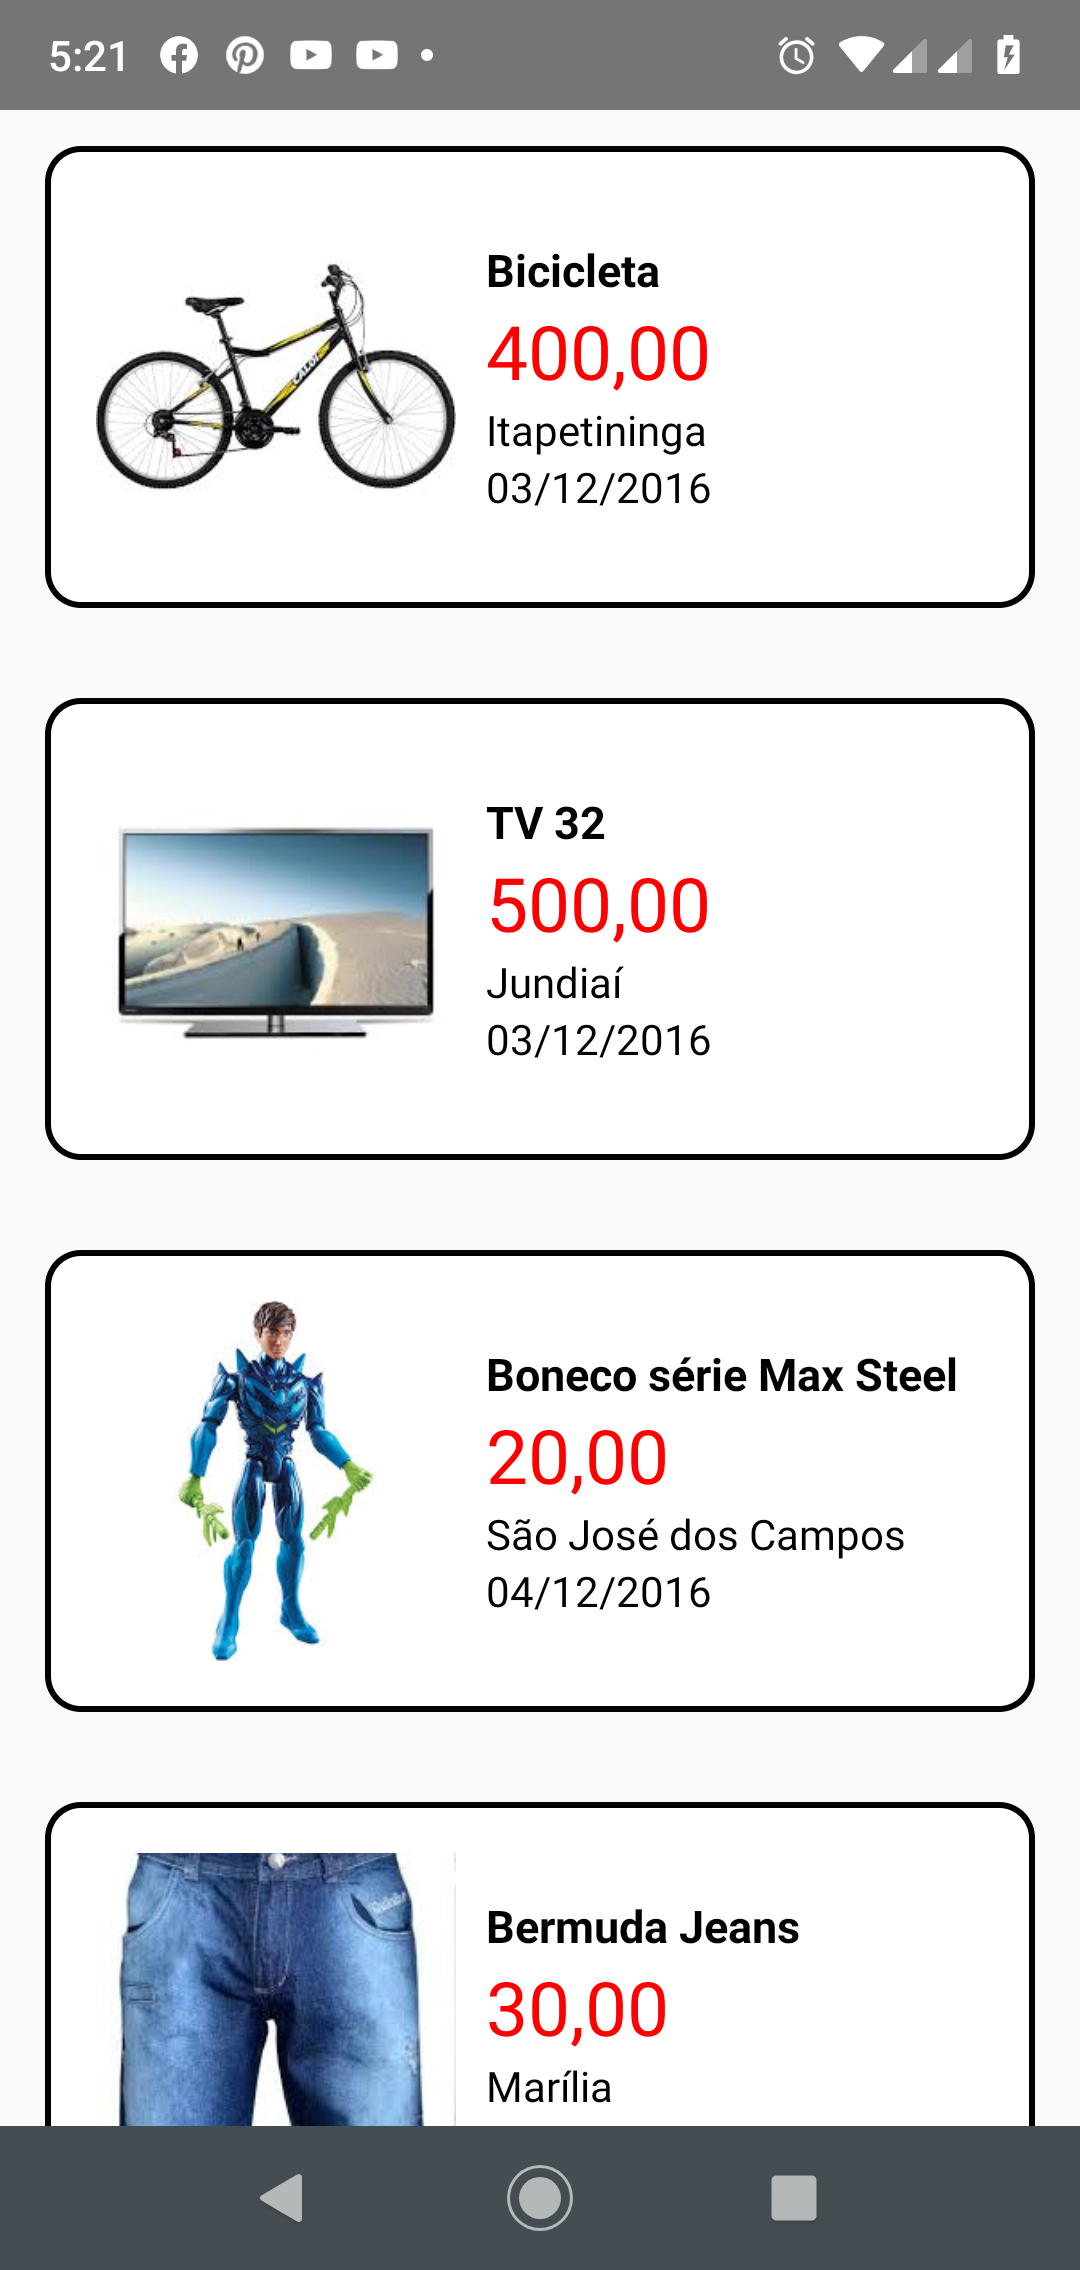 5:21
Bicicleta
400,00
Itapetininga
03/12/2016
CALOI
TV 32
500,00
Jundiaí
03/12/2016
Boneco série Max Steel
20,00
São José dos Campos
04/12/2016
Bermuda Jeans
30,00
Marília